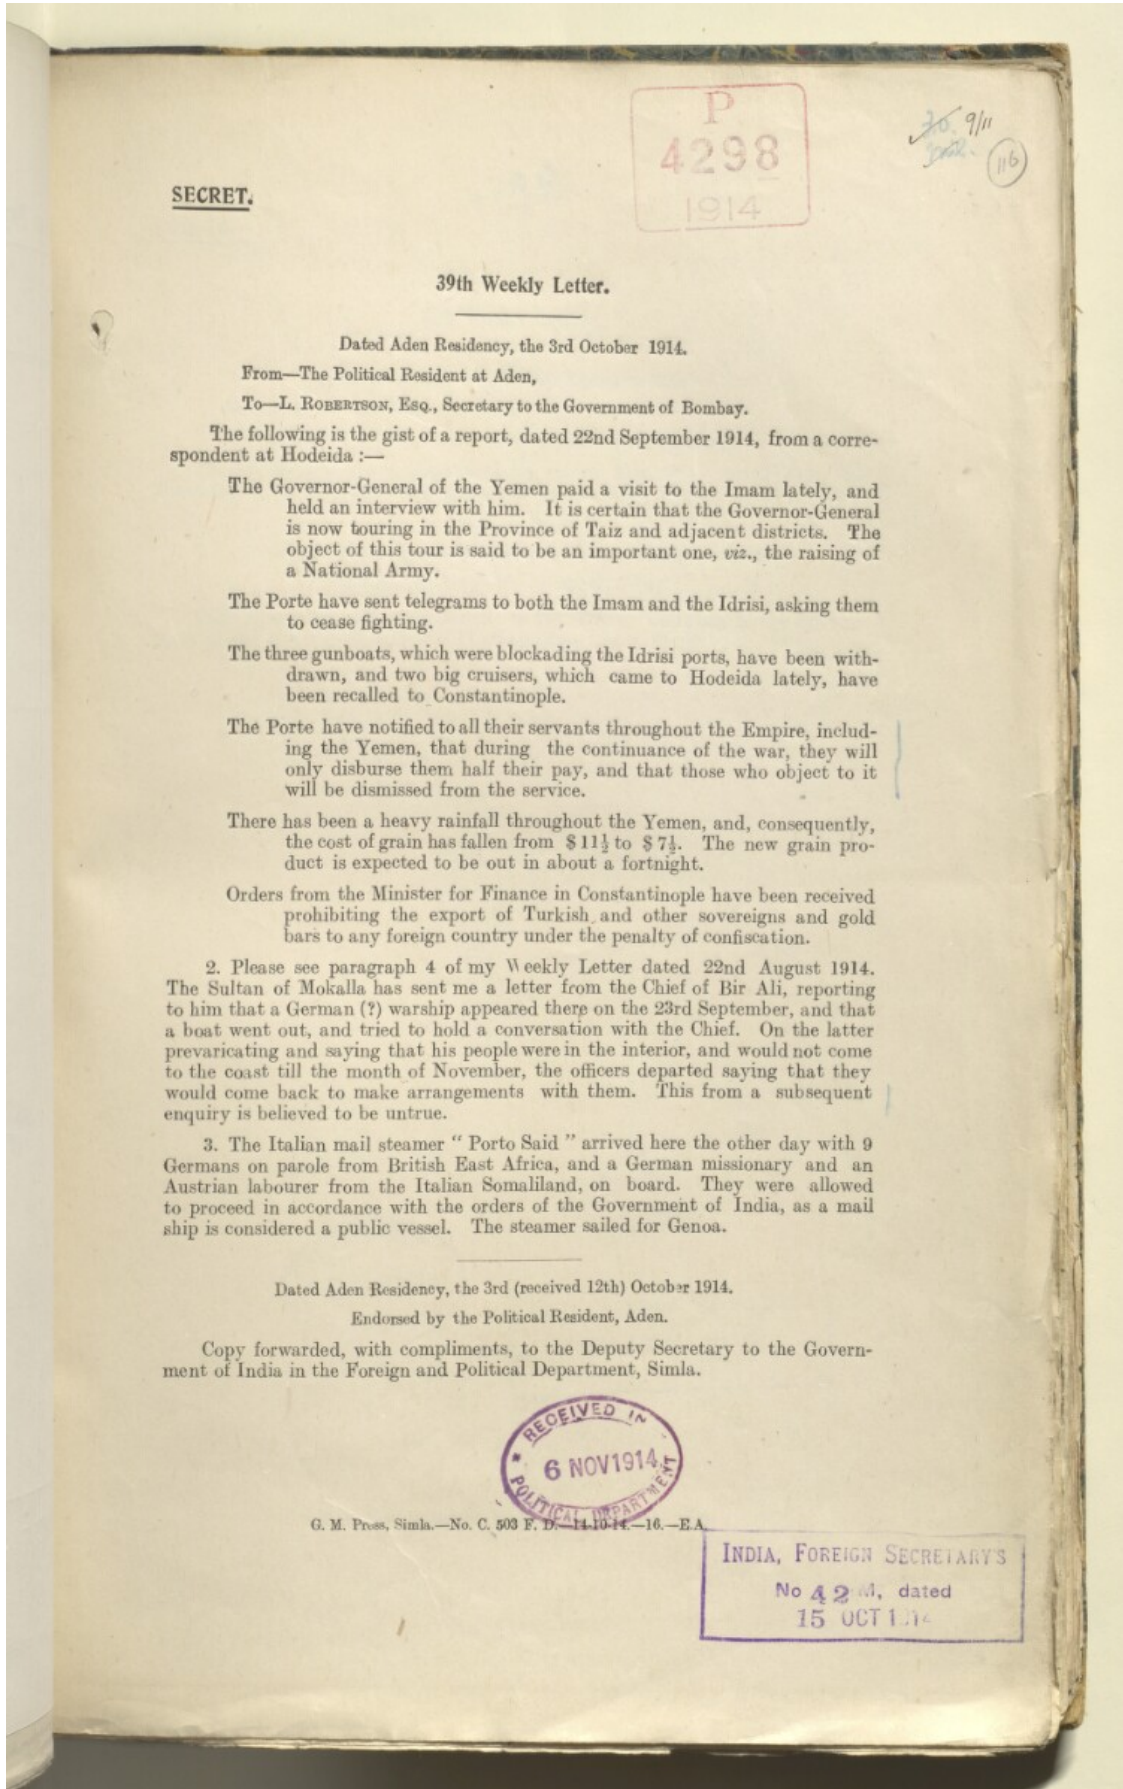 P
4298
1914
9/11
116
SECRET.
39th Weekly Letter.
Dated Aden Residency, the 3rd October 1914.
From—The Political Resident at Aden,
To—L. ROBERTSON, ESQ., Secretary to the Government of Bombay.
The following is the gist of a report, dated 22nd September 1914, from a corre-
spondent at Hodeida :—
The Governor-General of the Yemen paid a visit to the Imam lately, and
held an interview with him. It is certain that the Governor-General
is now touring in the Province of Taiz and adjacent districts. The
object of this tour is said to be an important one, viz., the raising of
a National Army.
The Porte have sent telegrams to both the Imam and the Idrisi, asking them
to cease fighting.
The three gunboats, which were blockading the Idrisi ports, have been with-
drawn, and two big cruisers, which came to Hodeida lately, have
been recalled to Constantinople.
The Porte have notified to all their servants throughout the Empire, includ-
ing the Yemen, that during the continuance of the war, they will
only disburse them half their pay, and that those who object to it
will be dismissed from the service.
There has been a heavy rainfall throughout the Yemen, and, consequently,
the cost of grain has fallen from $ 11½ to $ 7½. The new grain pro-
duct is expected to be out in about a fortnight.
Orders from the Minister for Finance in Constantinople have been received
prohibiting the export of Turkish and other sovereigns and gold
bars to any foreign country under the penalty of confiscation.
2. Please see paragraph 4 of my Weekly Letter dated 22nd August 1914.
The Sultan of Mokalla has sent me a letter from the Chief of Bir Ali, reporting
to him that a German (?) warship appeared there on the 23rd September, and that
a boat went out, and tried to hold a conversation with the Chief. On the latter
prevaricating and saying that his people were in the interior, and would not come
to the coast till the month of November, the officers departed saying that they
would come back to make arrangements with them. This from a subsequent
enquiry is believed to be untrue.
3. The Italian mail steamer “ Porto Said ” arrived here the other day with 9
Germans on parole from British East Africa, and a German missionary and an
Austrian labourer from the Italian Somaliland, on board. They were allowed
to proceed in accordance with the orders of the Government of India, as a mail
ship is considered a public vessel. The steamer sailed for Genoa.
Dated Aden Residency, the 3rd (received 12th) October 1914.
Endorsed by the Political Resident, Aden.
Copy forwarded, with compliments, to the Deputy Secretary to the Govern-
ment of India in the Foreign and Political Department, Simla.
RECEIVED IN
6 NOV 1914
POLITICAL DEPARTMENT
G. M. Press, Simla.—No. C. 503 F. D.—14-10-14.—16.—E.A.
INDIA, FOREIGN SECRETARY'S
No 42 M, dated
15 OCT 1914